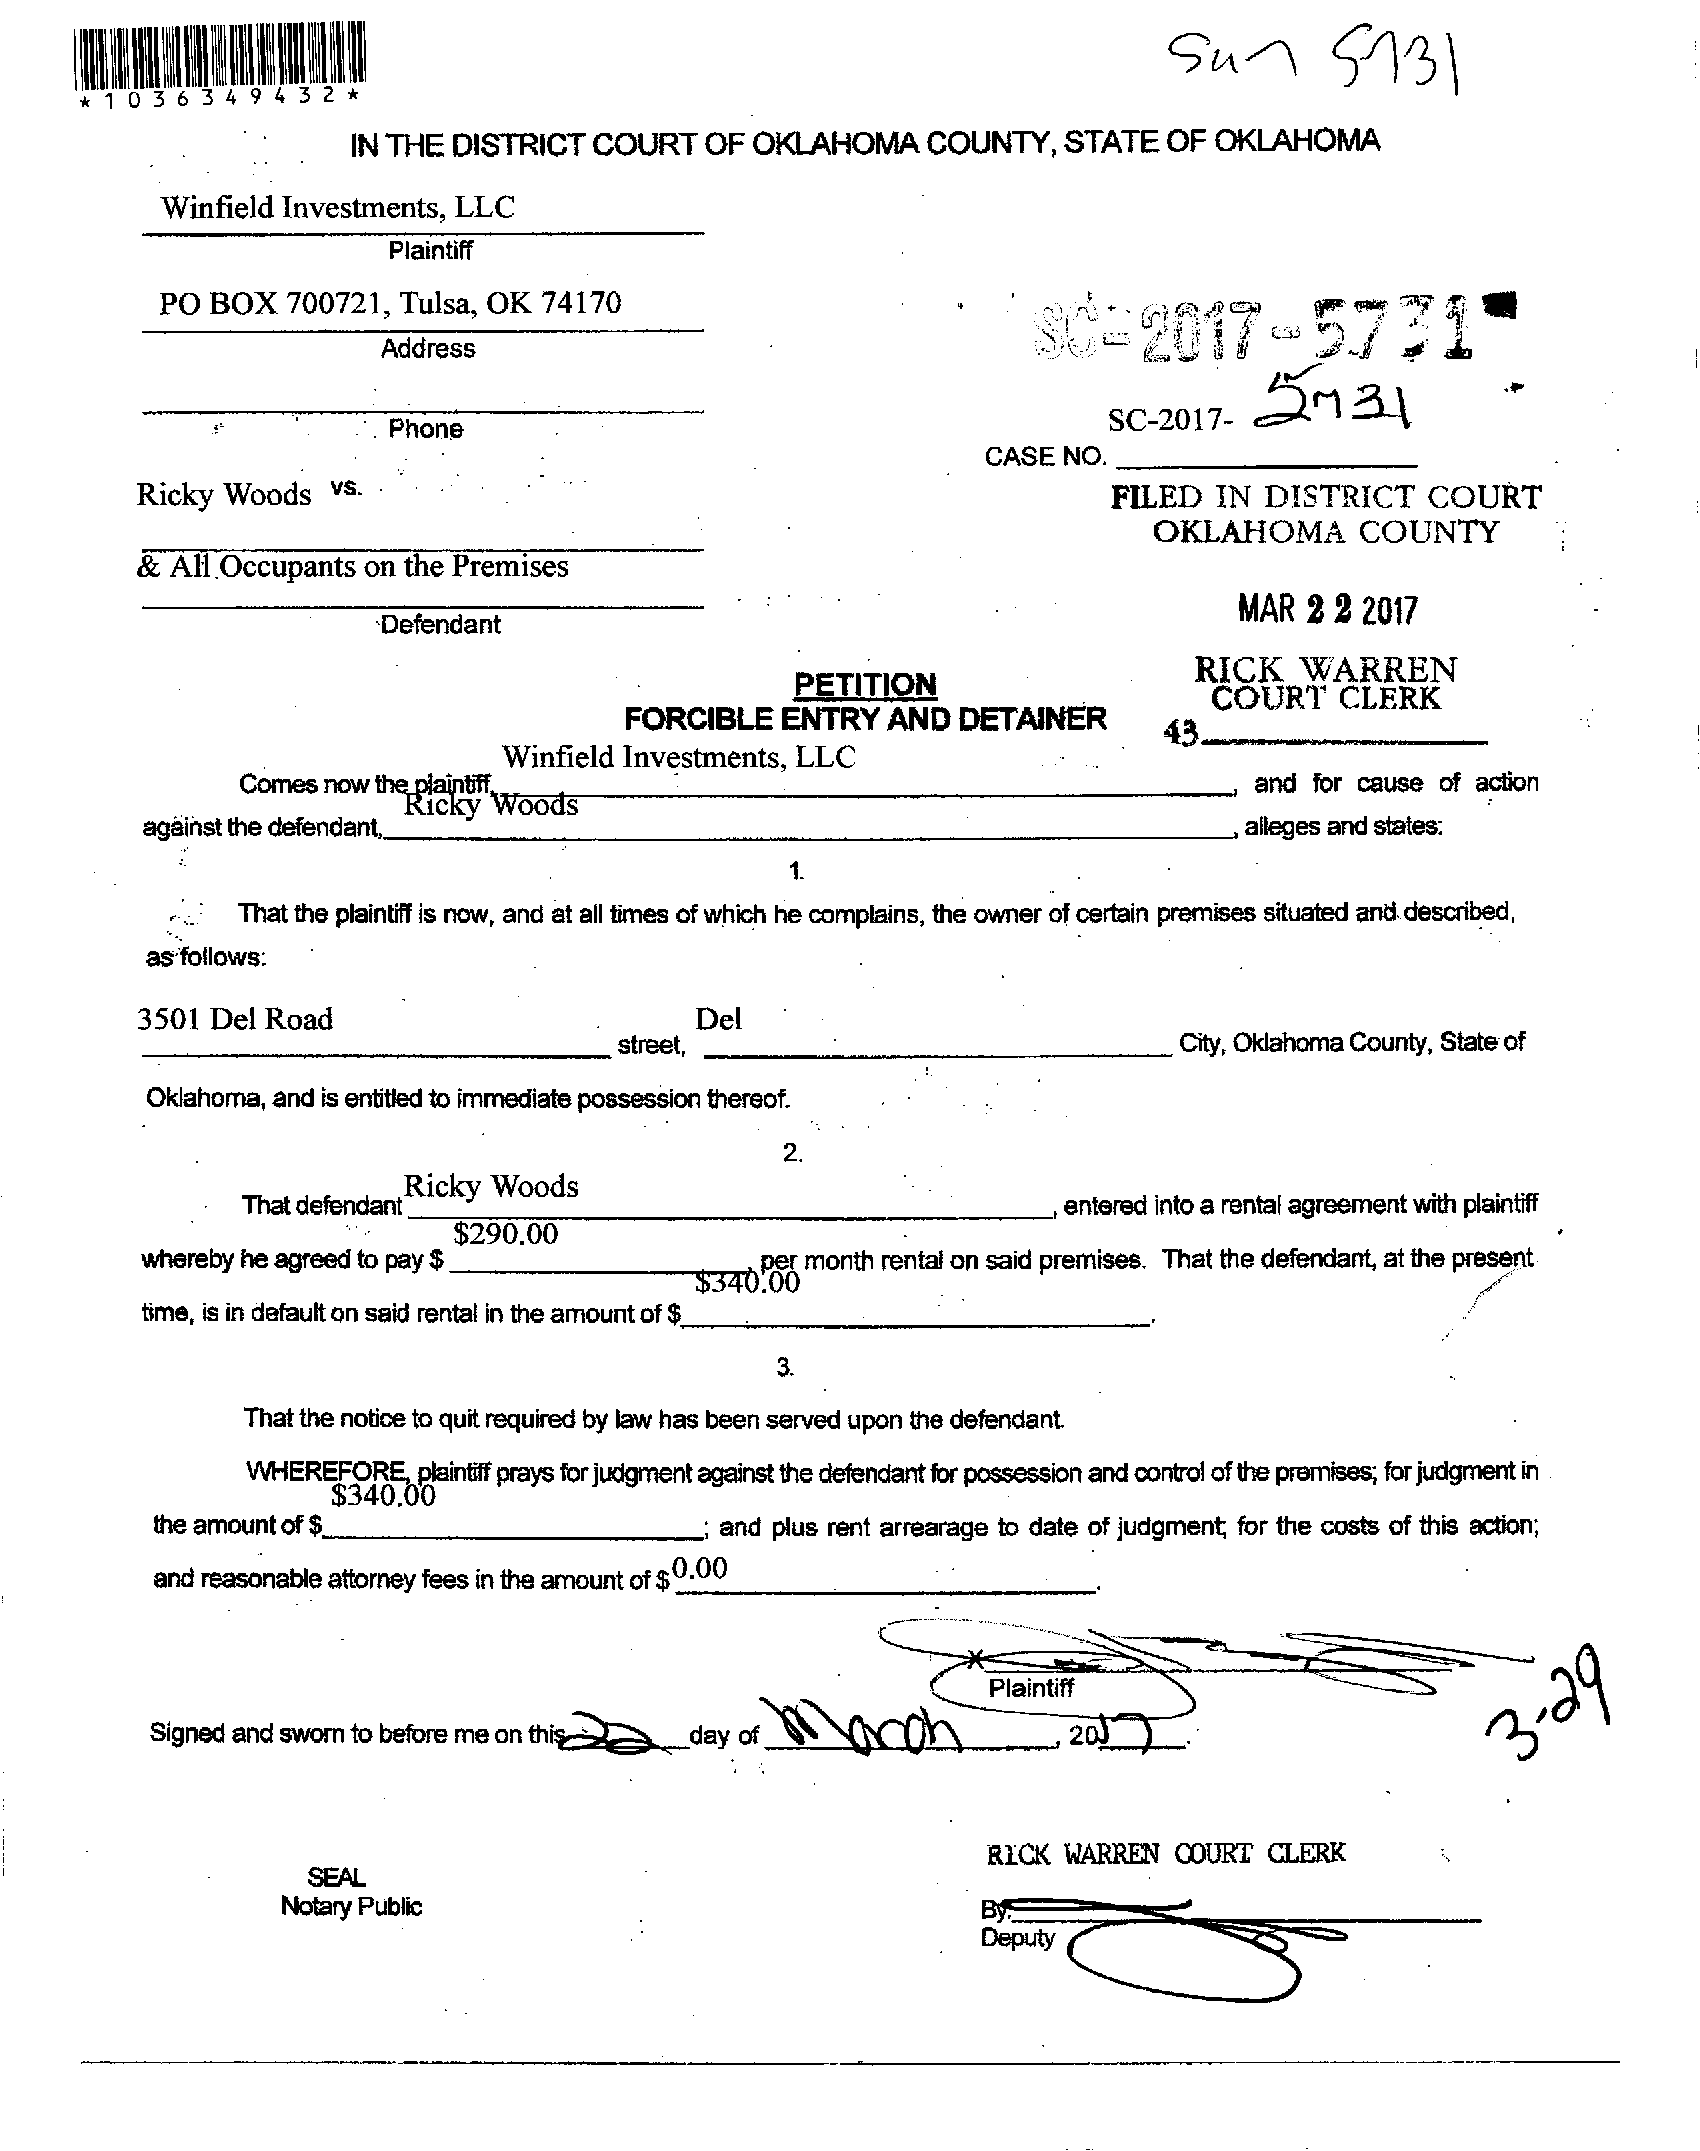 *1036349432*
Sun 5731
IN THE DISTRICT COURT OF OKLAHOMA COUNTY, STATE OF OKLAHOMA
Winfield Investments, LLC
Plaintiff
PO BOX 700721, Tulsa, OK 74170
Address
SC-2017-5731
Phone
SC-2017- 5731
CASE NO.
Ricky Woods vs.
FILED IN DISTRICT COURT
OKLAHOMA COUNTY
& All Occupants on the Premises
Defendant
MAR 22 2017
RICK WARREN
COURT CLERK
43
PETITION
FORCIBLE ENTRY AND DETAINER
Winfield Investments, LLC
Comes now the plaintiff, , and for cause of action
Ricky Woods
against the defendant, , alleges and states:
1.
That the plaintiff is now, and at all times of which he complains, the owner of certain premises situated and described,
as follows:
3501 Del Road Del
street, City, Oklahoma County, State of
Oklahoma, and is entitled to immediate possession thereof.
2.
Ricky Woods
That defendant , entered into a rental agreement with plaintiff
$290.00
whereby he agreed to pay $ , per month rental on said premises. That the defendant, at the present
$340.00
time, is in default on said rental in the amount of $ .
3.
That the notice to quit required by law has been served upon the defendant.
WHEREFORE, plaintiff prays for judgment against the defendant for possession and control of the premises; for judgment in
$340.00
the amount of $ ; and plus rent arrearage to date of judgment; for the costs of this action;
and reasonable attorney fees in the amount of $ 0.00 .
X
Plaintiff
Signed and sworn to before me on this 22 day of March , 2017 .
3-29
RICK WARREN COURT CLERK
SEAL
Notary Public
By:
Deputy